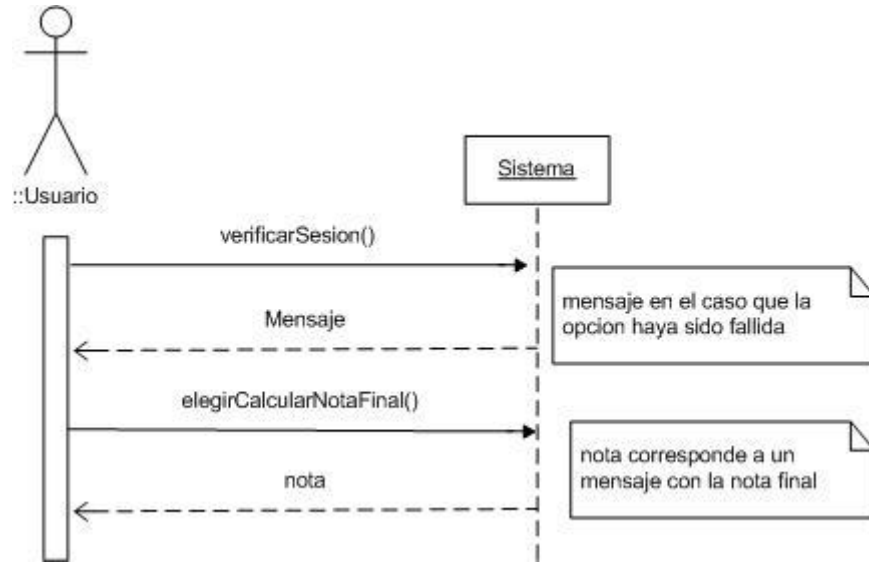 Sistema
::Usuario
verificarSesion()
mensaje en el caso que la
opcion haya sido fallida
Mensaje
elegirCalcularNotaFinal()
nota corresponde a un
mensaje con la nota final
nota